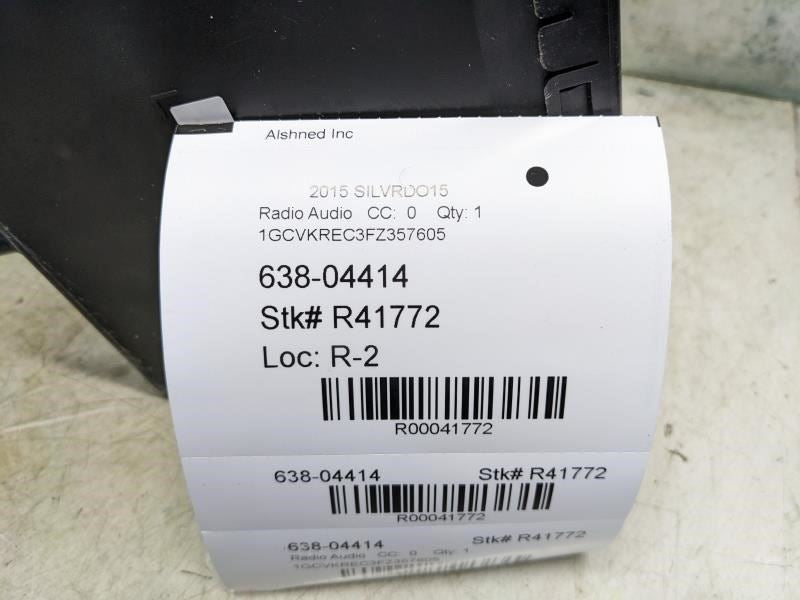 Alshned Inc
2015 SILVRDO15
Radio Audio CC: 0 Qty: 1
1GCVKREC3FZ357605
638-04414
Stk# R41772
Loc: R-2
R00041772
638-04414 Stk# R41772
R00041772
638-04414 Stk# R41772
Radio Audio CC: 0 Qty: 1
1GCVKREC3FZ357605